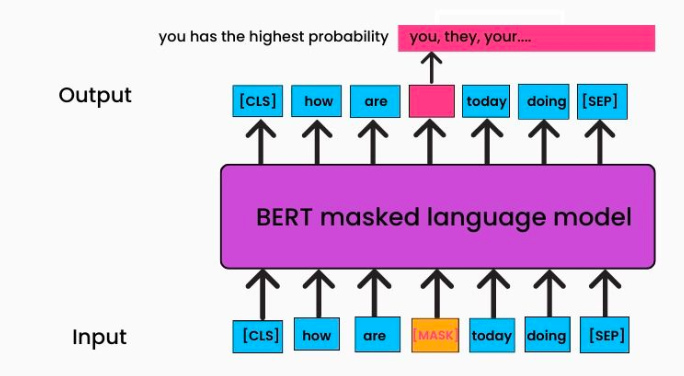 you has the highest probability you, they, your....
Output [CLS] how are today doing [SEP]
BERT masked language model
Input [CLS] how are [MASK] today doing [SEP]